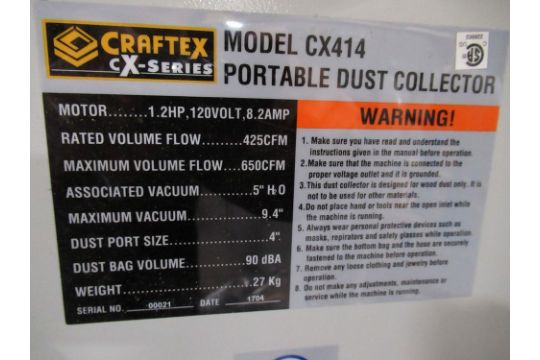 CRAFTEX
CX-SERIES
MODEL CX414
PORTABLE DUST COLLECTOR
MOTOR........1.2HP,120VOLT,8.2AMP
RATED VOLUME FLOW..........425CFM
MAXIMUM VOLUME FLOW......650CFM
ASSOCIATED VACUUM...........5" H2O
MAXIMUM VACUUM..................9.4"
DUST PORT SIZE.......................4"
DUST BAG VOLUME..............90 dBA
WEIGHT..............................27 Kg
SERIAL NO. 00021 DATE 1704
WARNING!
1. Make sure you have read and understand the
instructions given in the manual before operation.
2.Make sure that the machine is connected to the
proper voltage outlet and it is grounded.
3.This dust collector is designed for wood dust only. It is
not to be used for other materials.
4.Do not place hand or tools near the open inlet while
the machine is running.
5. Always wear personal protective devices such as
masks, repirators and safety glasses while operation.
6. Make sure the bottom bag and the hose are securely
fastened to the machine before operation.
7. Remove any loose clothing and jewelry before
operation.
8. Do not make any adjustments, maintenance or
service while the machine is running.